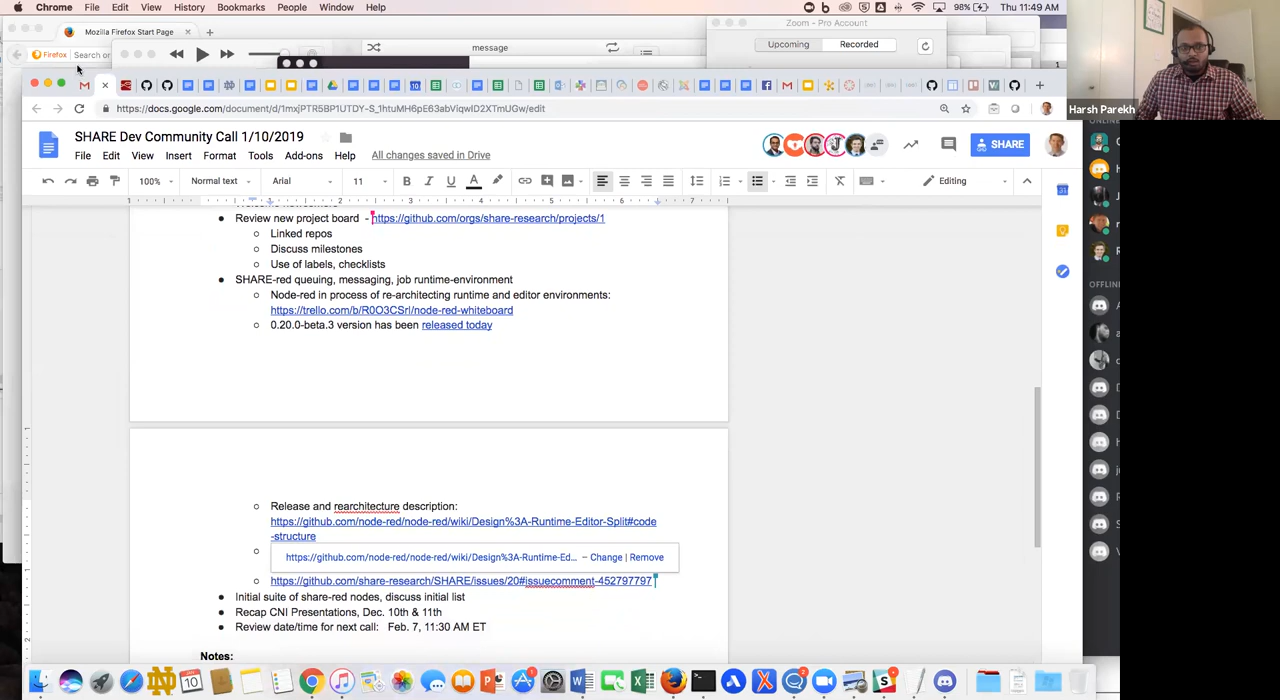 Chrome File Edit View History Bookmarks People Window Help 98% Thu 11:49 AM
Mozilla Firefox Start Page
Zoom - Pro Account
Firefox Search or
message
Upcoming Recorded
Harsh Parekh
https://docs.google.com/document/d/1mxjPTR5BP1UTDY-S_1htuMH6pE63abViqwID2XTmUGw/edit
SHARE Dev Community Call 1/10/2019
File Edit View Insert Format Tools Add-ons Help All changes saved in Drive
SHARE
100% Normal text Arial 11 Editing
Review new project board - https://github.com/orgs/share-research/projects/1
Linked repos
Discuss milestones
Use of labels, checklists
SHARE-red queuing, messaging, job runtime-environment
Node-red in process of re-architecting runtime and editor environments:
https://trello.com/b/R0O3CSrl/node-red-whiteboard
0.20.0-beta.3 version has been released today
Release and rearchitecture description:
https://github.com/node-red/node-red/wiki/Design%3A-Runtime-Editor-Split#code
-structure
https://github.com/node-red/node-red/wiki/Design%3A-Runtime-Ed... – Change | Remove
https://github.com/share-research/SHARE/issues/20#issuecomment-452797797
Initial suite of share-red nodes, discuss initial list
Recap CNI Presentations, Dec. 10th & 11th
Review date/time for next call: Feb. 7, 11:30 AM ET
Notes: